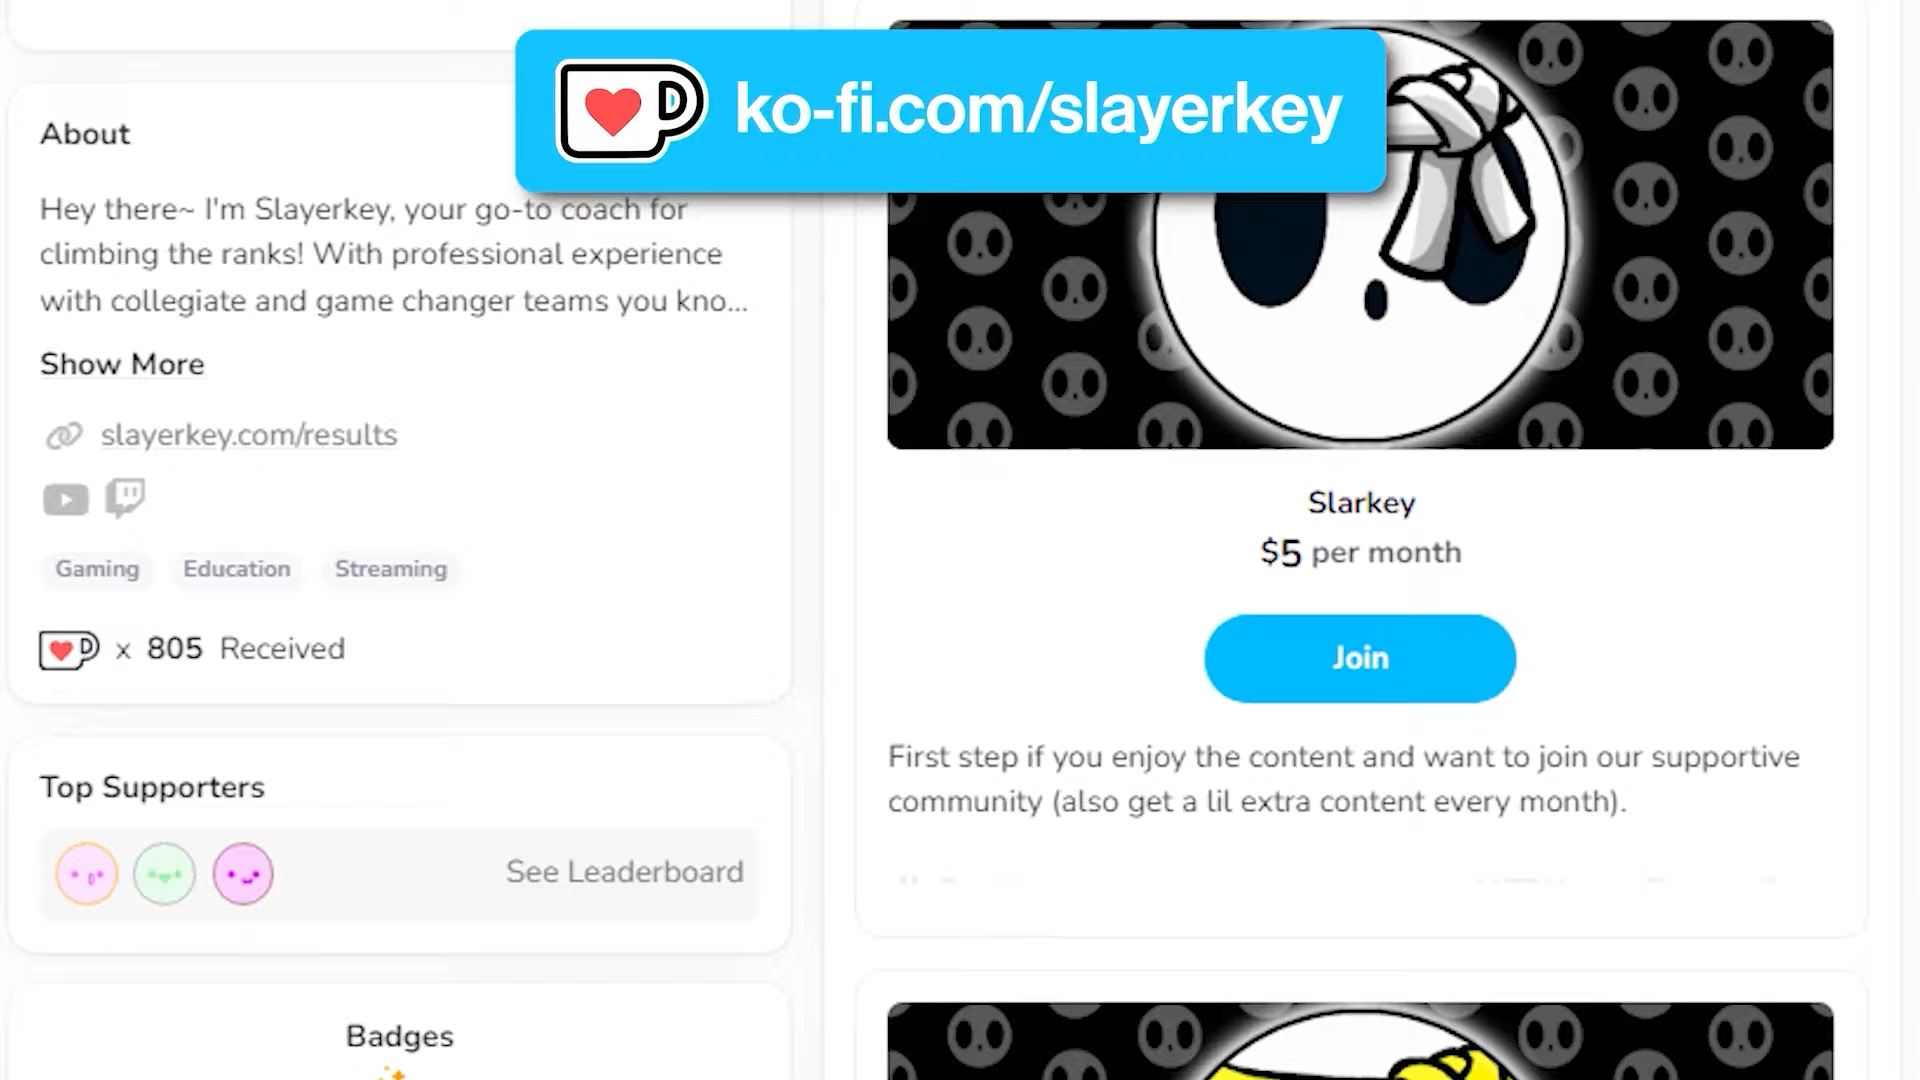 ko-fi.com/slayerkey
About
Hey there~ I'm Slayerkey, your go-to coach for
climbing the ranks! With professional experience
with collegiate and game changer teams you kno...
Show More
slayerkey.com/results
Gaming Education Streaming
x 805 Received
Top Supporters
See Leaderboard
Badges
Slarkey
$5 per month
Join
First step if you enjoy the content and want to join our supportive
community (also get a lil extra content every month).